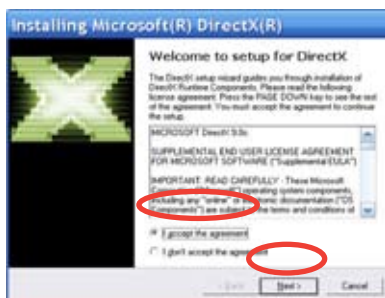 Installing Microsoft(R) DirectX(R)
Welcome to setup for DirectX
The DirectX setup wizard guides you through installation of
DirectX Runtime Components. Please read the following
license agreement. Press the PAGE DOWN key to see the rest
of the agreement. You must accept the agreement to continue
the setup.
MICROSOFT DirectX 9.0c
SUPPLEMENTAL END USER LICENSE AGREEMENT
FOR MICROSOFT SOFTWARE ("Supplemental EULA")
IMPORTANT: READ CAREFULLY - These Microsoft
operating system components,
including any "online" or electronic documentation ("OS
Components") are subject to the terms and conditions of
I accept the agreement
I don't accept the agreement
< Back Next > Cancel